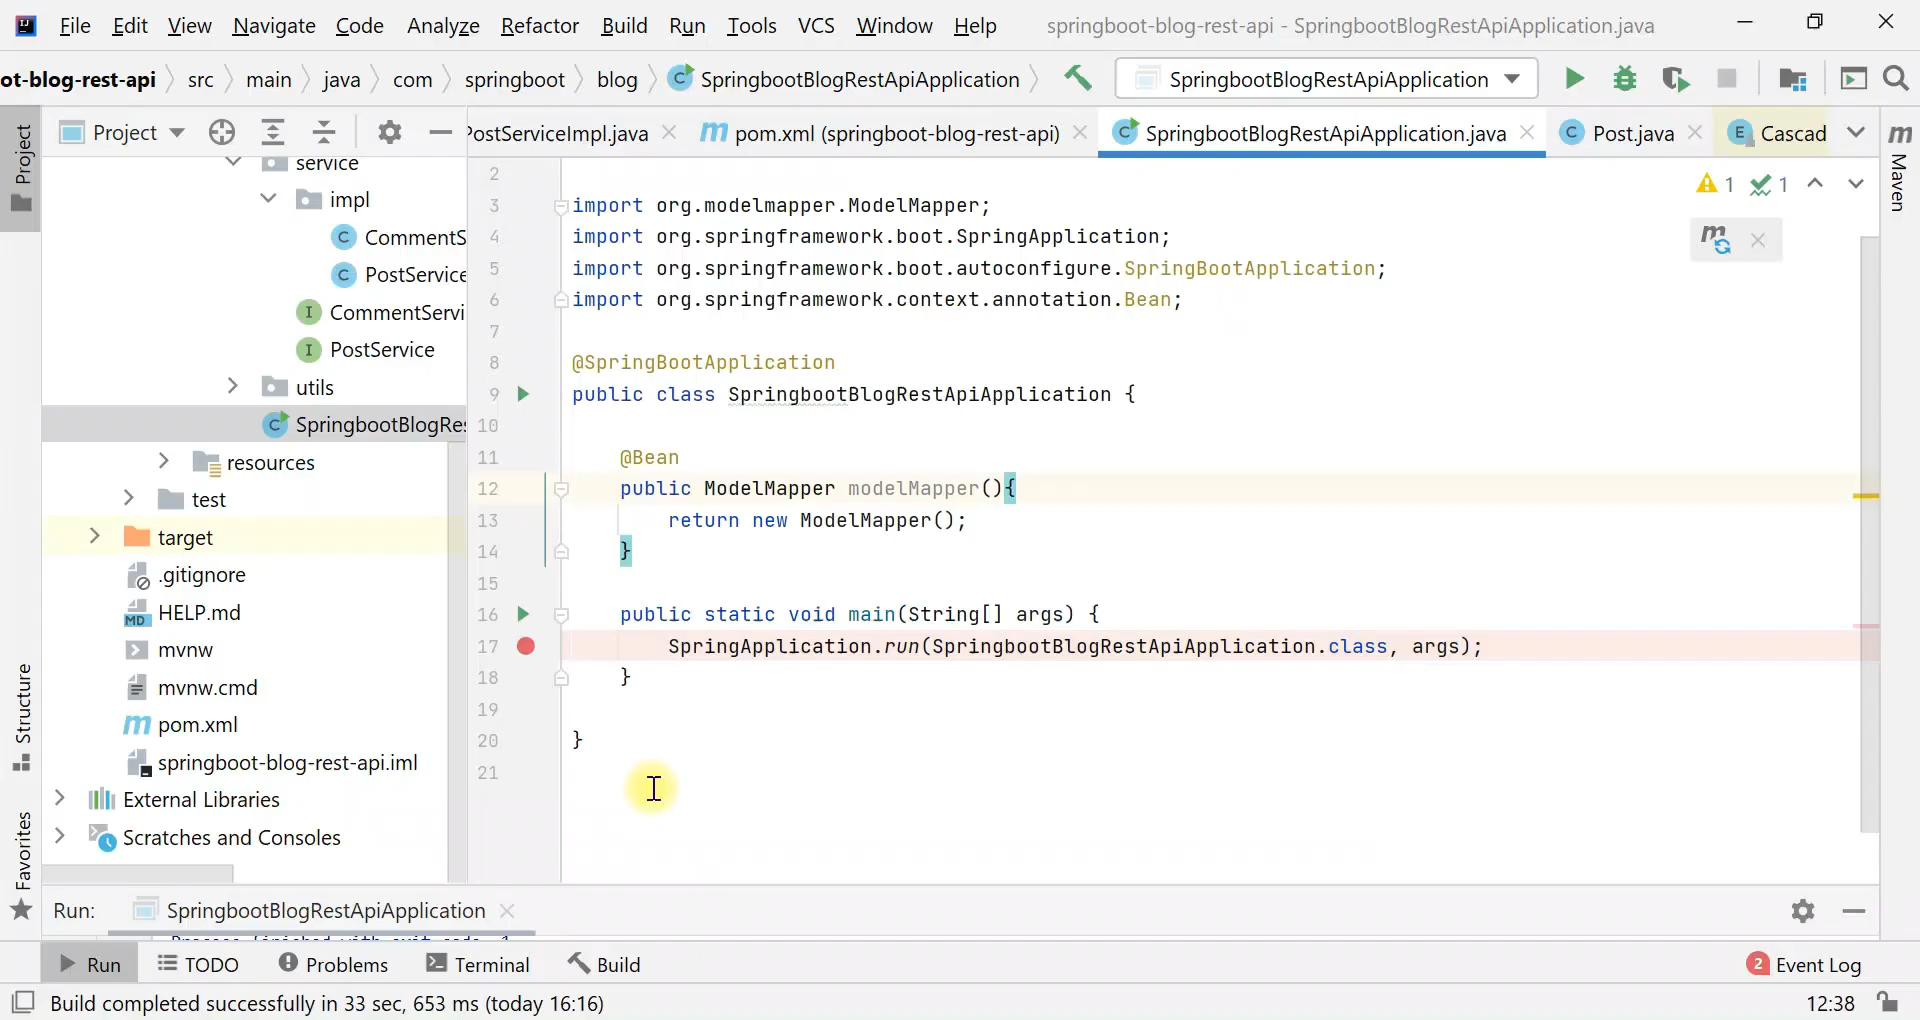 File Edit View Navigate Code Analyze Refactor Build Run Tools VCS Window Help springboot-blog-rest-api - SpringbootBlogRestApiApplication.java
ot-blog-rest-api src main java com springboot blog SpringbootBlogRestApiApplication SpringbootBlogRestApiApplication
Project PostServiceImpl.java pom.xml (springboot-blog-rest-api) SpringbootBlogRestApiApplication.java Post.java Cascad
Project
Structure
Favorites
Maven
service
impl
CommentS
PostService
CommentServi
PostService
utils
SpringbootBlogRes
resources
test
target
.gitignore
HELP.md
mvnw
mvnw.cmd
pom.xml
springboot-blog-rest-api.iml
External Libraries
Scratches and Consoles
1 1
2
3 import org.modelmapper.ModelMapper;
4 import org.springframework.boot.SpringApplication;
5 import org.springframework.boot.autoconfigure.SpringBootApplication;
6 import org.springframework.context.annotation.Bean;
7
8 @SpringBootApplication
9 public class SpringbootBlogRestApiApplication {
10
11 @Bean
12 public ModelMapper modelMapper(){
13 return new ModelMapper();
14 }
15
16 public static void main(String[] args) {
17 SpringApplication.run(SpringbootBlogRestApiApplication.class, args);
18 }
19
20 }
21
Run: SpringbootBlogRestApiApplication
Run TODO Problems Terminal Build 2 Event Log
Build completed successfully in 33 sec, 653 ms (today 16:16) 12:38